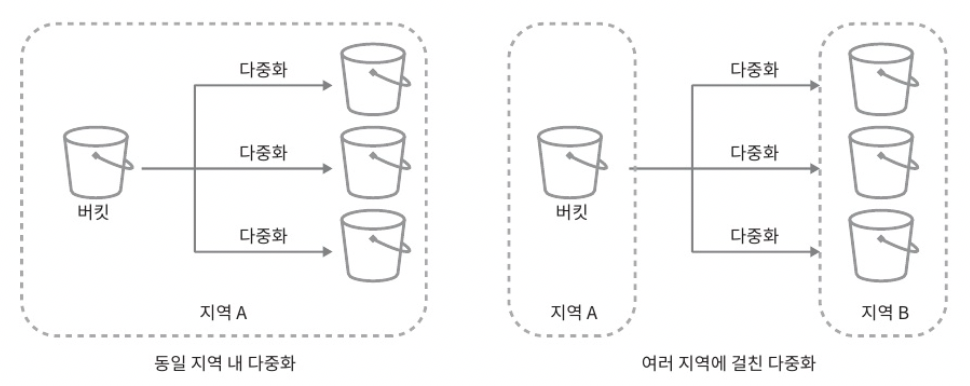 다중화
다중화
버킷
다중화
지역 A
동일 지역 내 다중화
다중화
다중화
버킷
다중화
지역 A
지역 B
여러 지역에 걸친 다중화